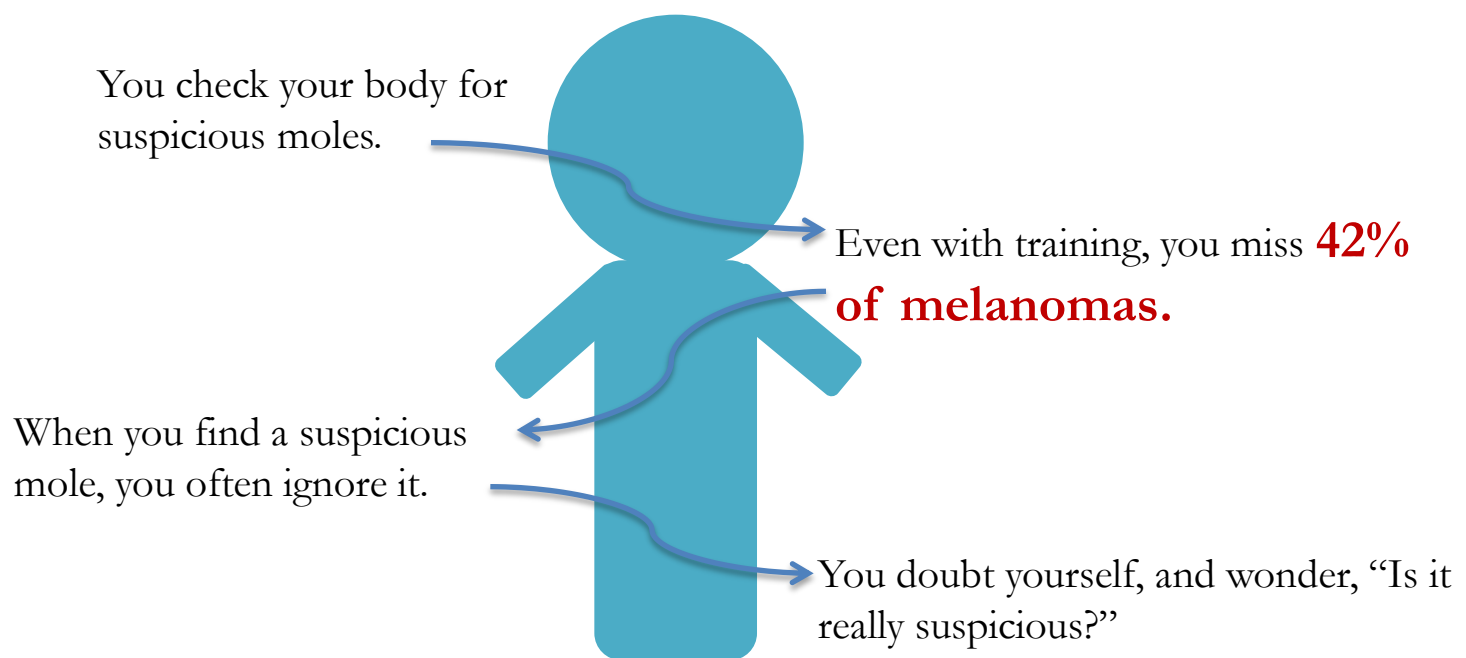 You check your body for
suspicious moles.
Even with training, you miss 42%
of melanomas.
When you find a suspicious
mole, you often ignore it.
You doubt yourself, and wonder, “Is it
really suspicious?”